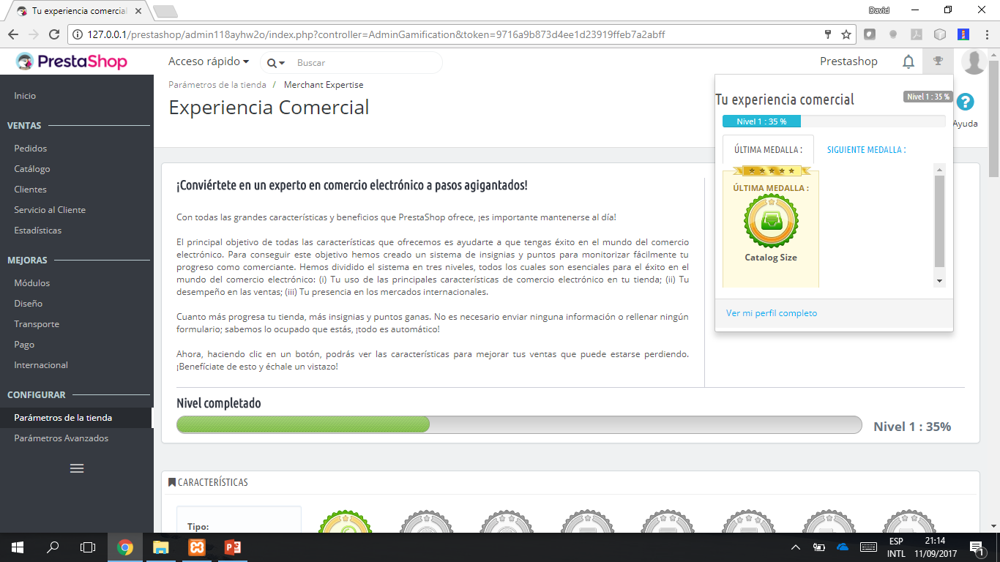 Tu experiencia comercial
David
127.0.0.1/prestashop/admin118ayhw2o/index.php?controller=AdminGamification&token=9716a9b873d4ee1d23919ffeb7a2abff
PrestaShop
Acceso rápido
Buscar
Prestashop
Inicio
VENTAS
Pedidos
Catálogo
Clientes
Servicio al Cliente
Estadísticas
MEJORAS
Módulos
Diseño
Transporte
Pago
Internacional
CONFIGURAR
Parámetros de la tienda
Parámetros Avanzados
Parámetros de la tienda / Merchant Expertise
Experiencia Comercial
Ayuda
Tu experiencia comercial
Nivel 1 : 35 %
Nivel 1 : 35 %
ÚLTIMA MEDALLA :
SIGUIENTE MEDALLA :
ÚLTIMA MEDALLA :
Catalog Size
Ver mi perfil completo
¡Conviértete en un experto en comercio electrónico a pasos agigantados!
Con todas las grandes características y beneficios que PrestaShop ofrece, ¡es importante mantenerse al día!
El principal objetivo de todas las características que ofrecemos es ayudarte a que tengas éxito en el mundo del comercio
electrónico. Para conseguir este objetivo hemos creado un sistema de insignias y puntos para monitorizar fácilmente tu
progreso como comerciante. Hemos dividido el sistema en tres niveles, todos los cuales son esenciales para el éxito en el
mundo del comercio electrónico: (i) Tu uso de las principales características de comercio electrónico en tu tienda; (ii) Tu
desempeño en las ventas; (iii) Tu presencia en los mercados internacionales.
Cuanto más progresa tu tienda, más insignias y puntos ganas. No es necesario enviar ninguna información o rellenar ningún
formulario; sabemos lo ocupado que estás, ¡todo es automático!
Ahora, haciendo clic en un botón, podrás ver las características para mejorar tus ventas que puede estarse perdiendo.
¡Benefíciate de esto y échale un vistazo!
Nivel completado
Nivel 1 : 35%
CARACTERÍSTICAS
Tipo:
ESP
INTL
21:14
11/09/2017
1